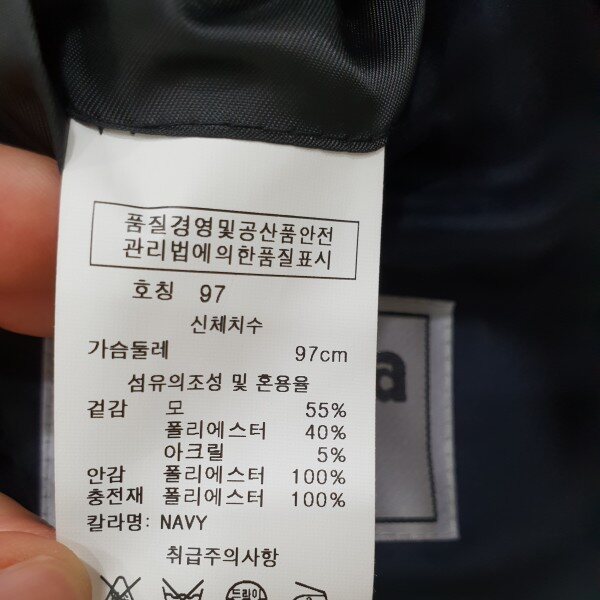 품질경영및공산품안전
관리법에의한품질표시
호칭 97
신체치수
가슴둘레 97cm
섬유의조성 및 혼용율
겉감 모 55%
폴리에스터 40%
아크릴 5%
안감 폴리에스터 100%
충전재 폴리에스터 100%
칼라명: NAVY
취급주의사항
드라이
a